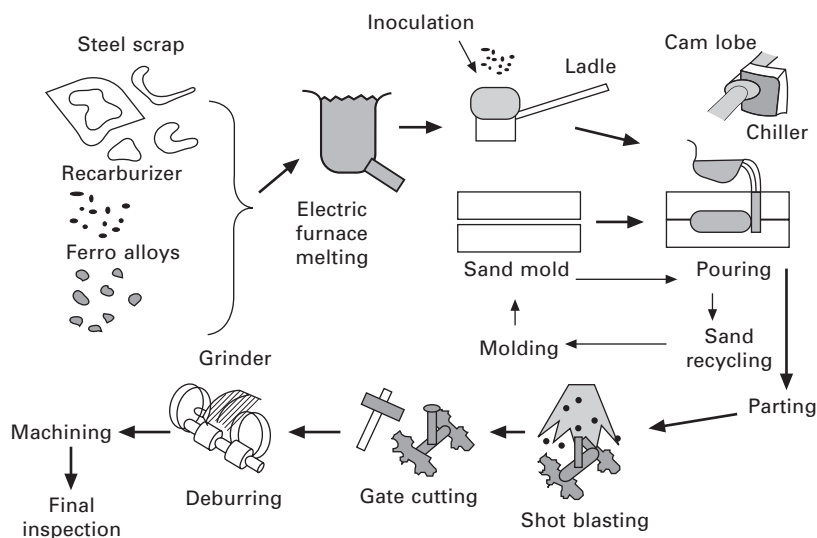 Steel scrap
Inoculation
Ladle
Cam lobe
Chiller
Recarburizer
Ferro alloys
Electric
furnace
melting
Sand mold
Pouring
Molding
Sand
recycling
Parting
Grinder
Machining
Deburring
Gate cutting
Shot blasting
Final
inspection